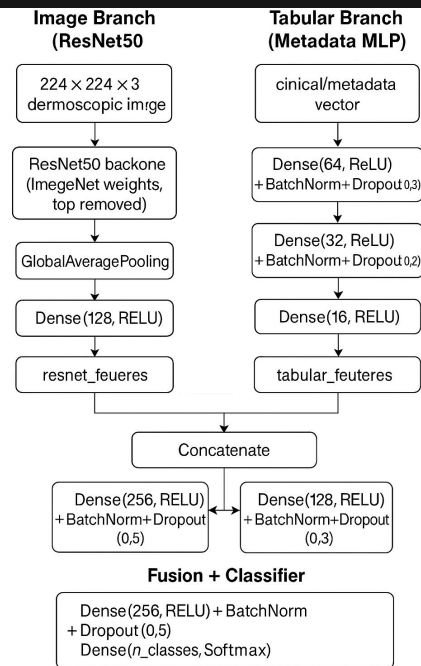 Image Branch
(ResNet50
224 × 224 × 3
dermoscopic imrge
ResNet50 backone
(ImegeNet weights,
top removed)
GlobalAveragePooling
Dense(128, RELU)
resnet_feueres
Tabular Branch
(Metadata MLP)
cinical/metadata
vector
Dense(64, ReLU)
+BatchNorm+Dropout 0,3)
Dense(32, ReLU)
+BatchNorm+Dropout 0,2)
Dense(16, RELU)
tabular_feuteres
Concatenate
Dense(256, RELU)
+BatchNorm+Dropout
(0,5)
Dense(128, RELU)
+BatchNorm+Dropout
(0,3)
Fusion + Classifier
Dense(256, RELU)+BatchNorm
+Dropout(0,5)
Dense(n_classes, Softmax)